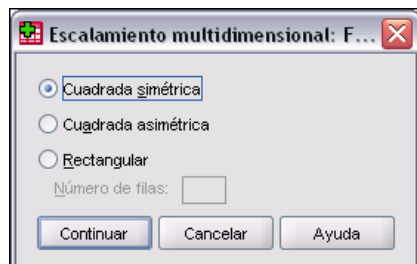 Escalamiento multidimensional: F...
Cuadrada simétrica
Cuadrada asimétrica
Rectangular
Número de filas:
Continuar Cancelar Ayuda